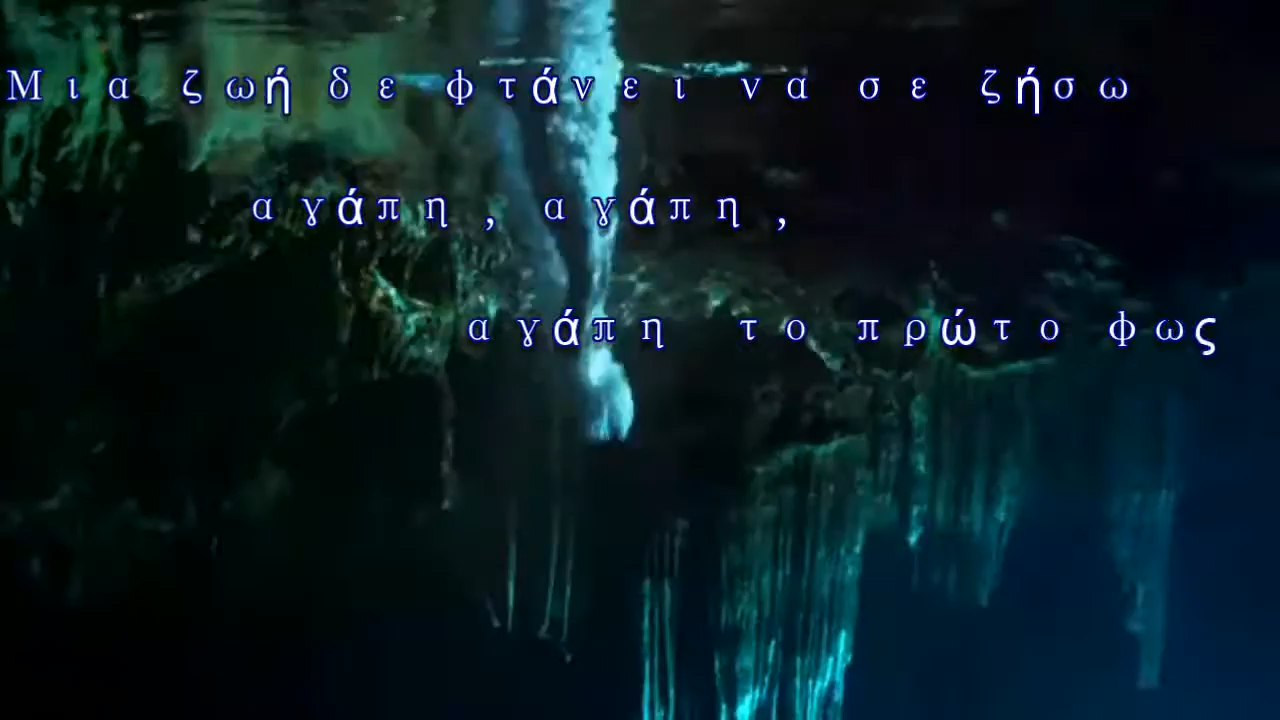 Μια ζωή δε φτάνει να σε ζήσω
αγάπη, αγάπη,
αγάπη το πρώτο φως